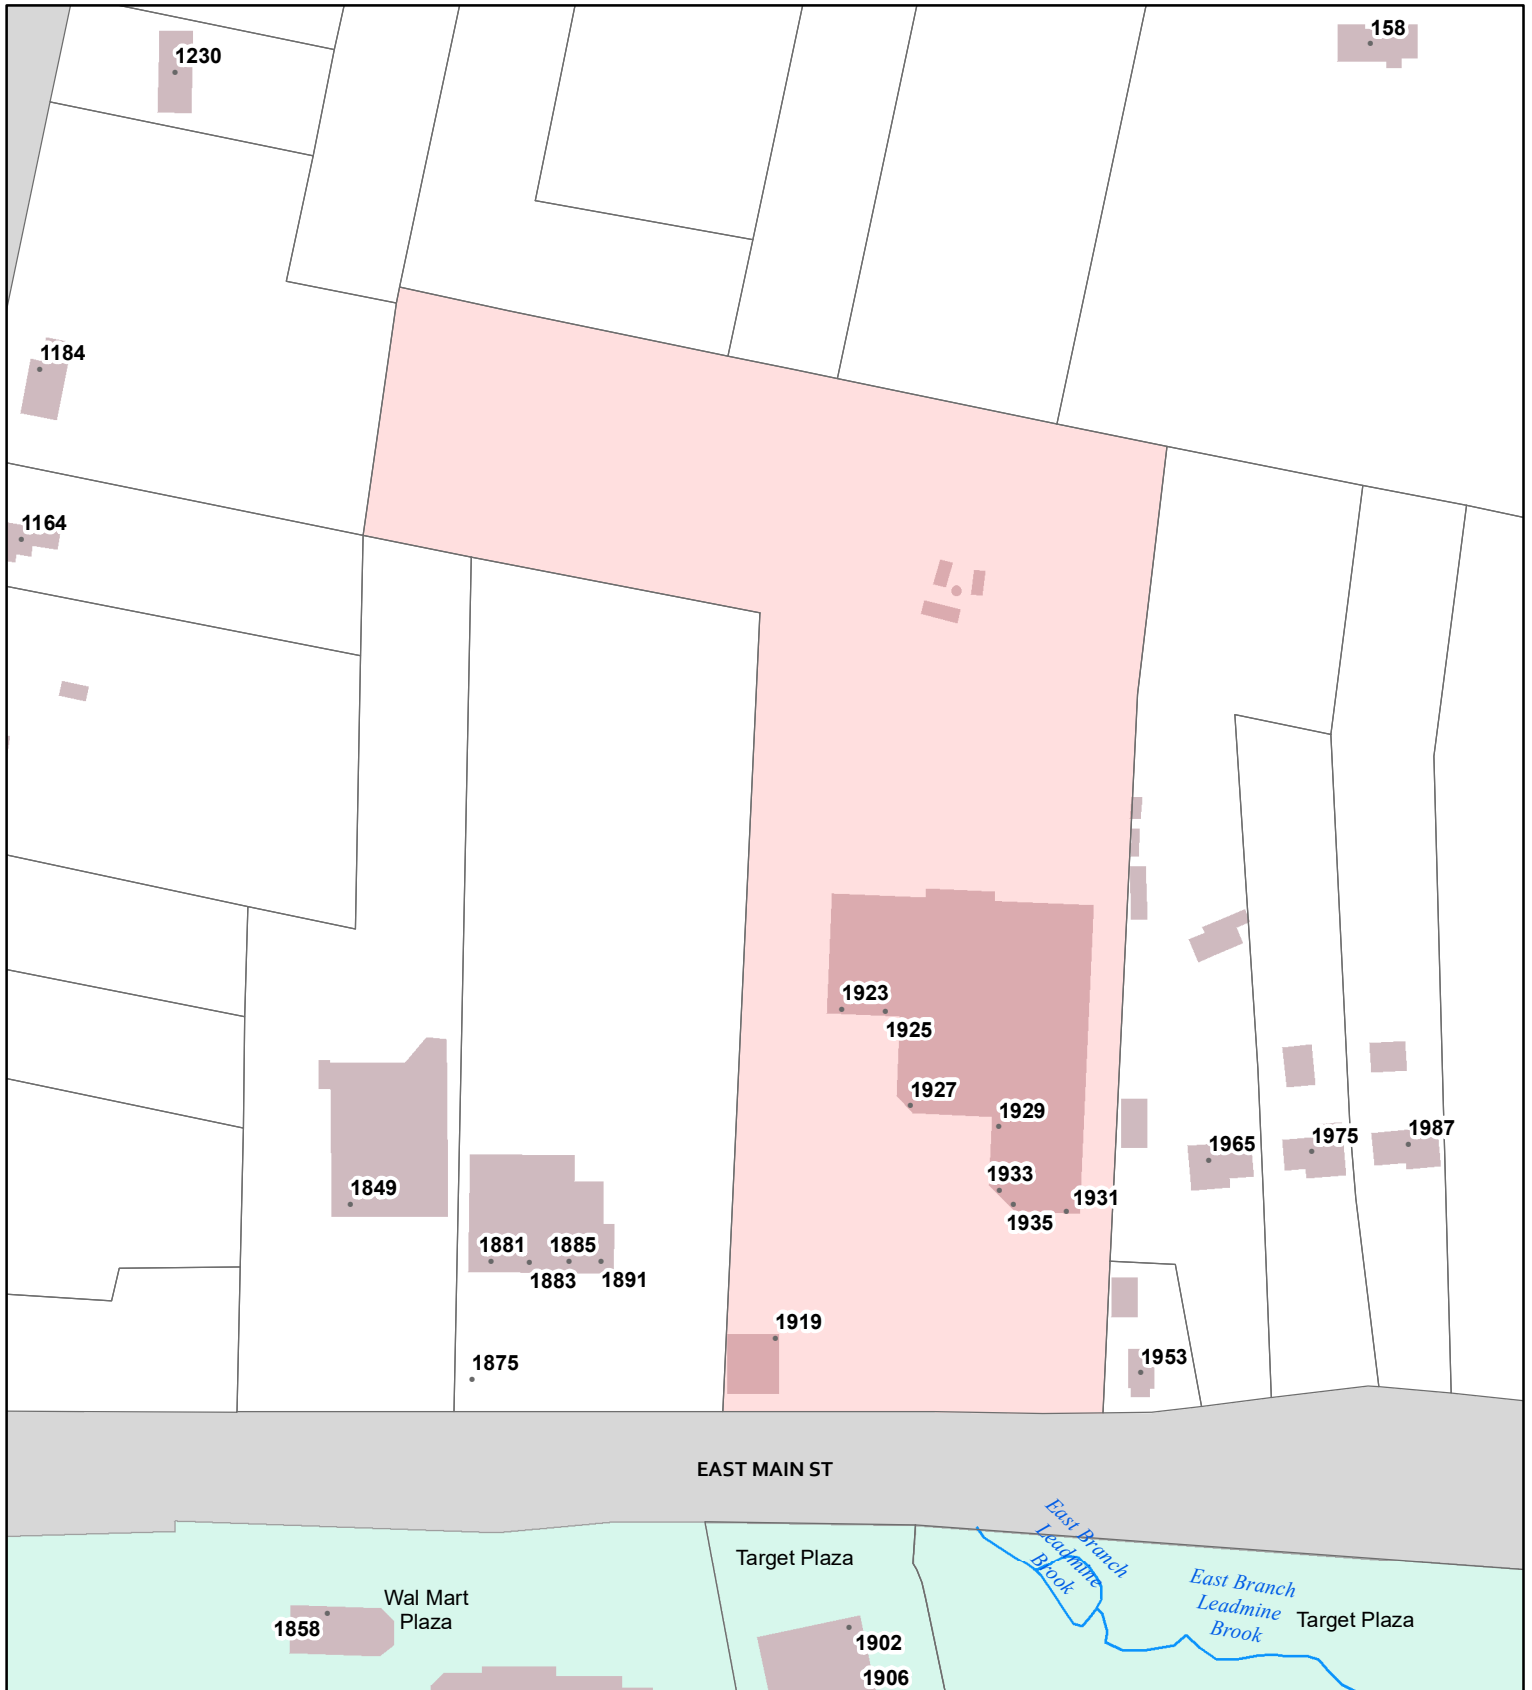 158
1230
1184
1164
1923
1925
1927
1929
1933
1931
1935
1965
1975
1987
1849
1881
1885
1883
1891
1919
1875
1953
EAST MAIN ST
East Branch
Leadmine
Brook
Target Plaza
East Branch
Leadmine
Brook
Target Plaza
Wal Mart
Plaza
1858
1902
1906